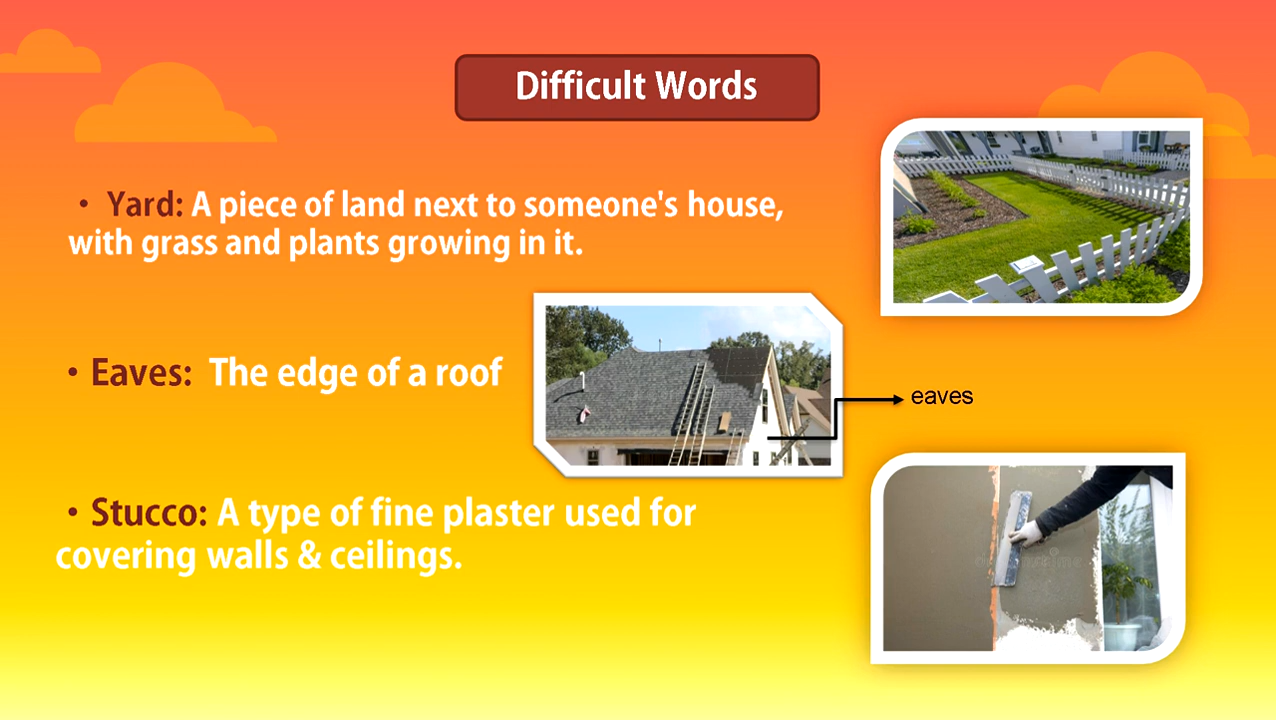 Difficult Words
• Yard: A piece of land next to someone's house,
with grass and plants growing in it.
• Eaves: The edge of a roof
eaves
• Stucco: A type of fine plaster used for
covering walls & ceilings.